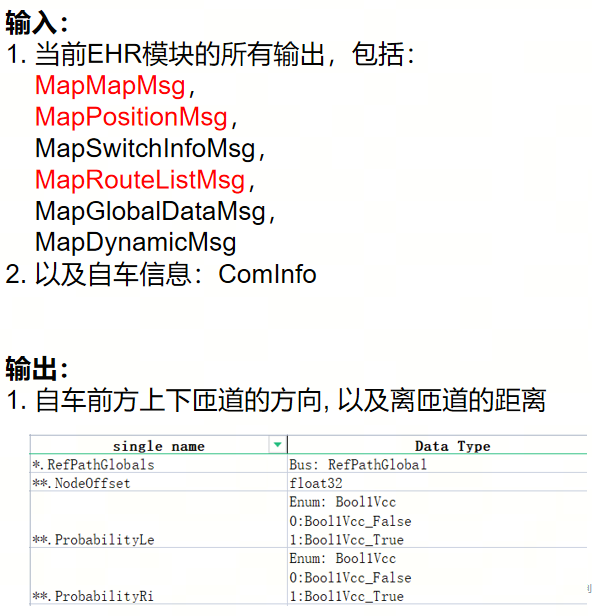 输入：
1. 当前EHR模块的所有输出，包括：
MapMapMsg，
MapPositionMsg，
MapSwitchInfoMsg，
MapRouteListMsg，
MapGlobalDataMsg，
MapDynamicMsg
2. 以及自车信息：ComInfo
输出：
1. 自车前方上下匝道的方向, 以及离匝道的距离
single name Data Type
*.RefPathGlobals Bus: RefPathGlobal
**.NodeOffset float32
Enum: Bool1Vcc
0:Bool1Vcc_False
**.ProbabilityLe 1:Bool1Vcc_True
Enum: Bool1Vcc
0:Bool1Vcc_False
**.ProbabilityRi 1:Bool1Vcc_True